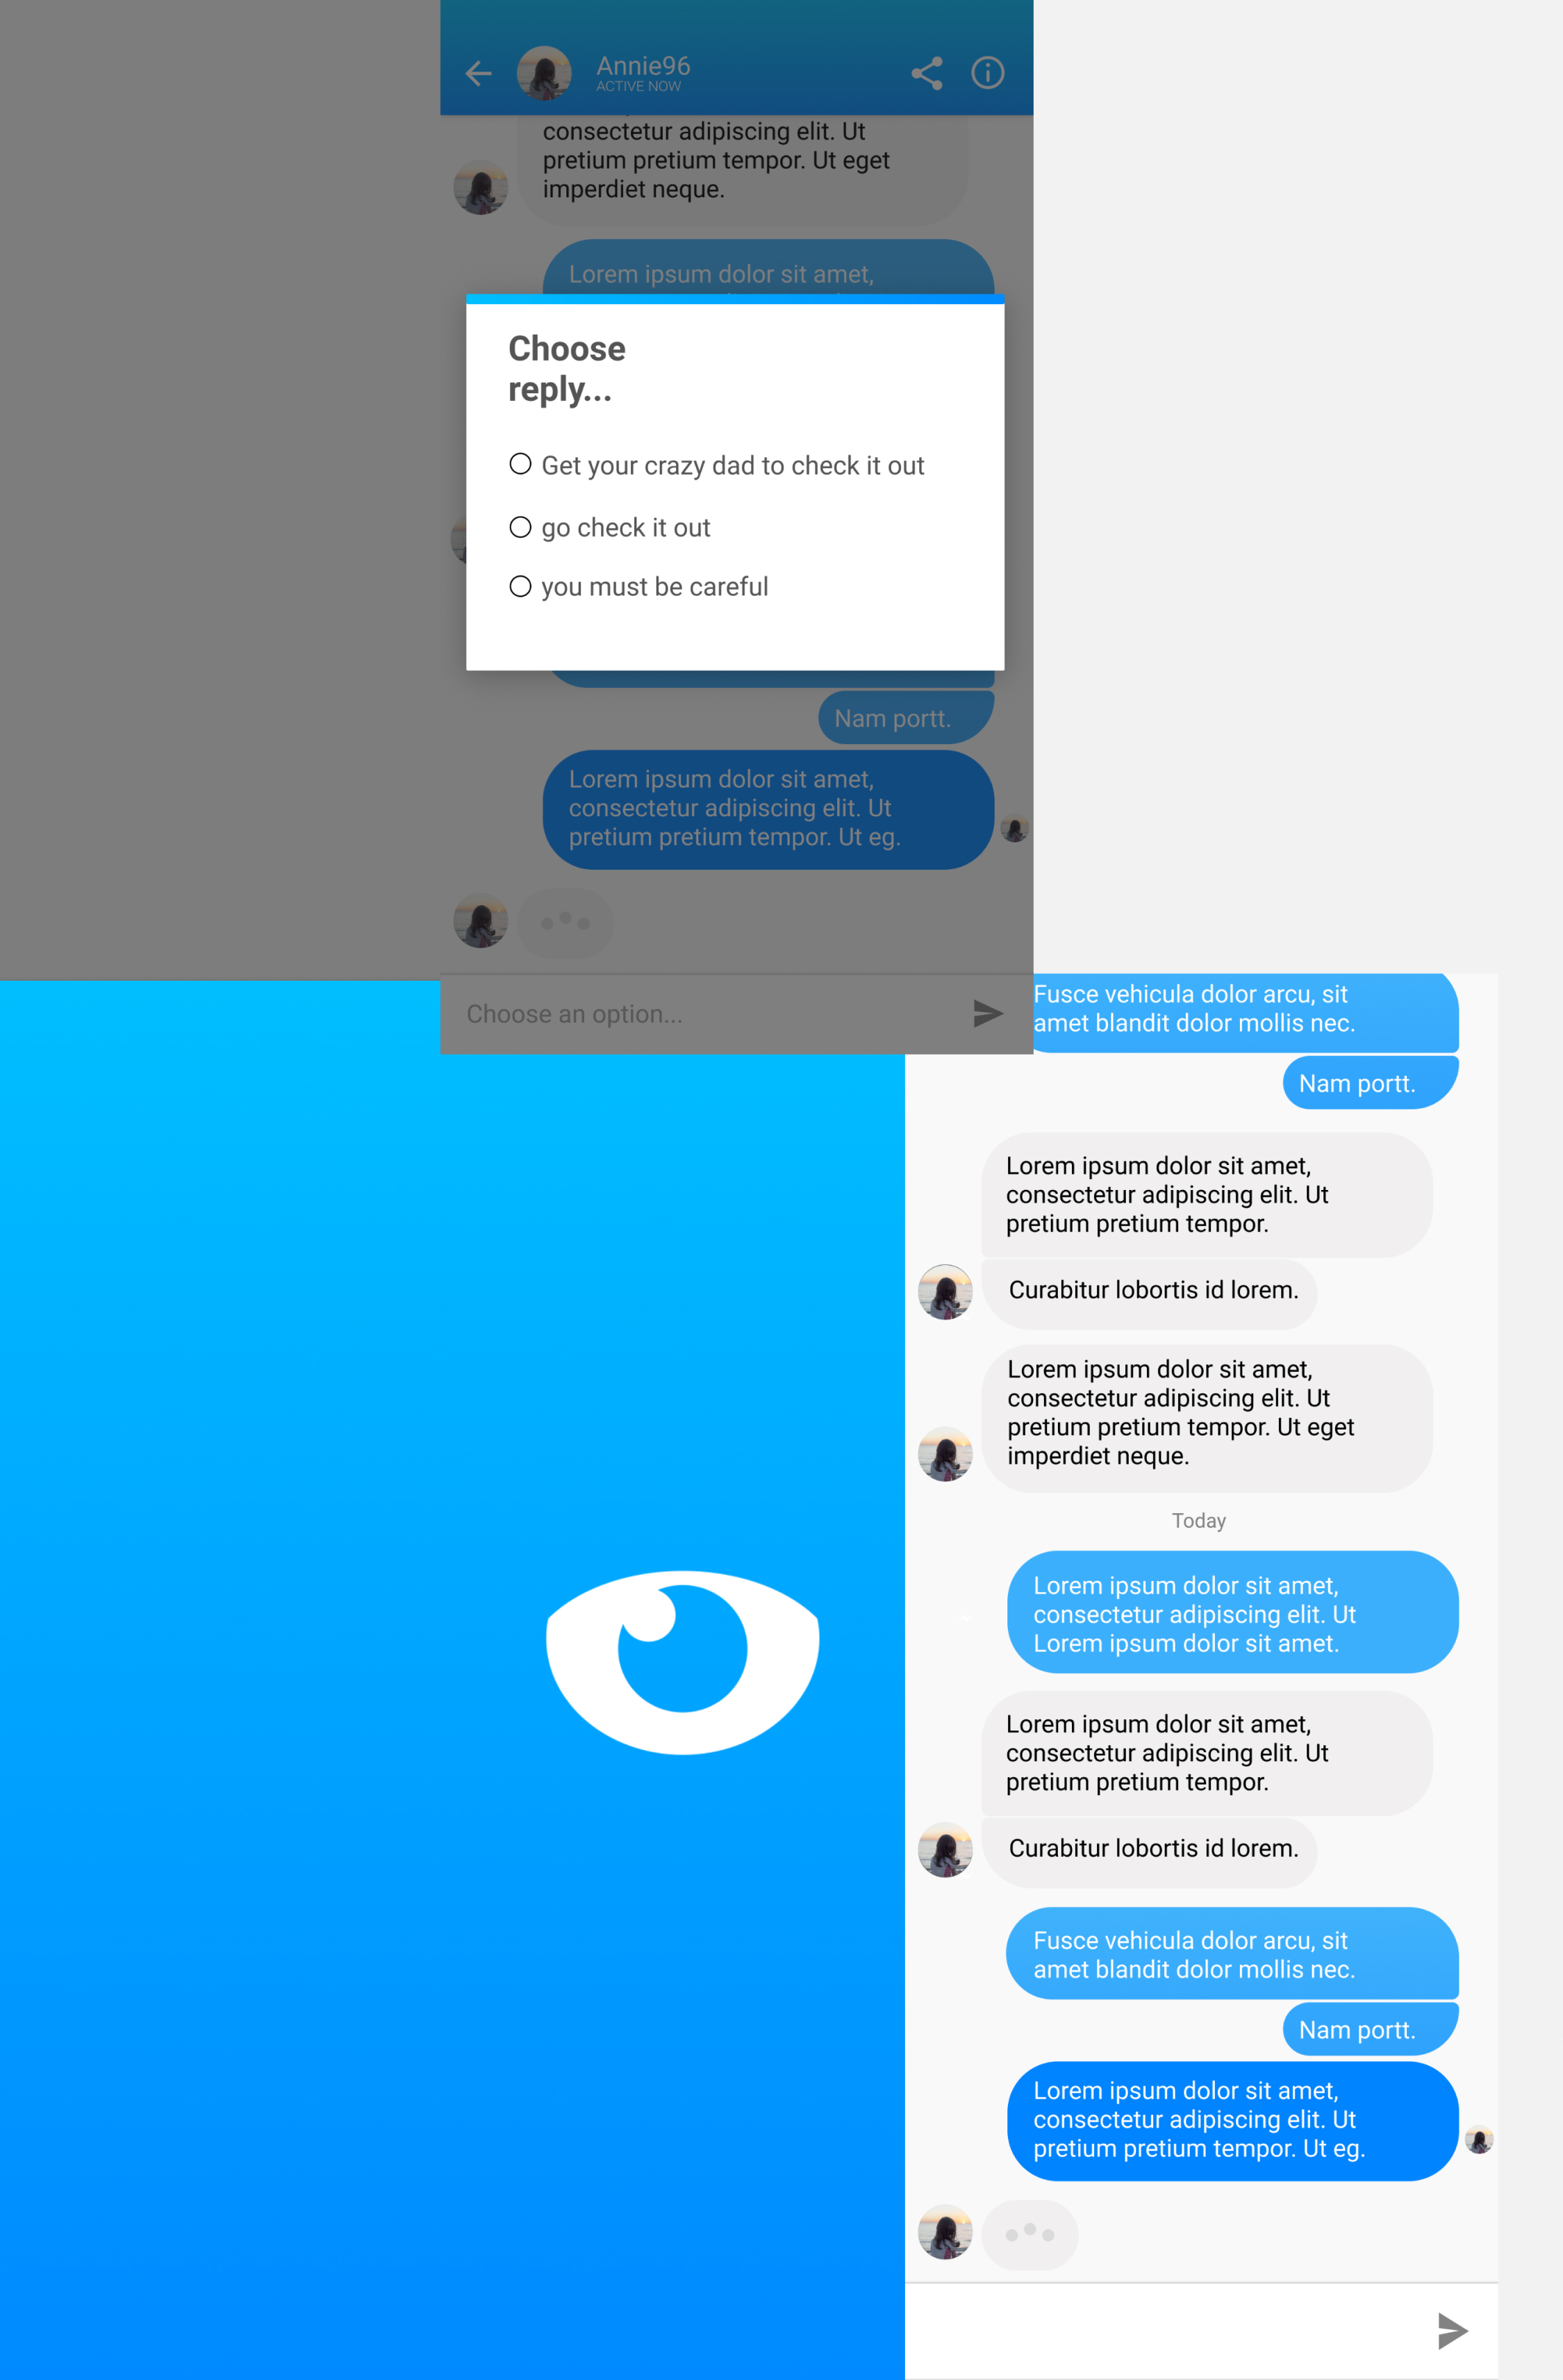 Annie96
ACTIVE NOW
consectetur adipiscing elit. Ut
pretium pretium tempor. Ut eget
imperdiet neque.
Lorem ipsum dolor sit amet,
Choose
reply...
Get your crazy dad to check it out
go check it out
you must be careful
Nam portt.
Lorem ipsum dolor sit amet,
consectetur adipiscing elit. Ut
pretium pretium tempor. Ut eg.
Choose an option...
Fusce vehicula dolor arcu, sit
amet blandit dolor mollis nec.
Nam portt.
Lorem ipsum dolor sit amet,
consectetur adipiscing elit. Ut
pretium pretium tempor.
Curabitur lobortis id lorem.
Lorem ipsum dolor sit amet,
consectetur adipiscing elit. Ut
pretium pretium tempor. Ut eget
imperdiet neque.
Today
Lorem ipsum dolor sit amet,
consectetur adipiscing elit. Ut
Lorem ipsum dolor sit amet.
Lorem ipsum dolor sit amet,
consectetur adipiscing elit. Ut
pretium pretium tempor.
Curabitur lobortis id lorem.
Fusce vehicula dolor arcu, sit
amet blandit dolor mollis nec.
Nam portt.
Lorem ipsum dolor sit amet,
consectetur adipiscing elit. Ut
pretium pretium tempor. Ut eg.